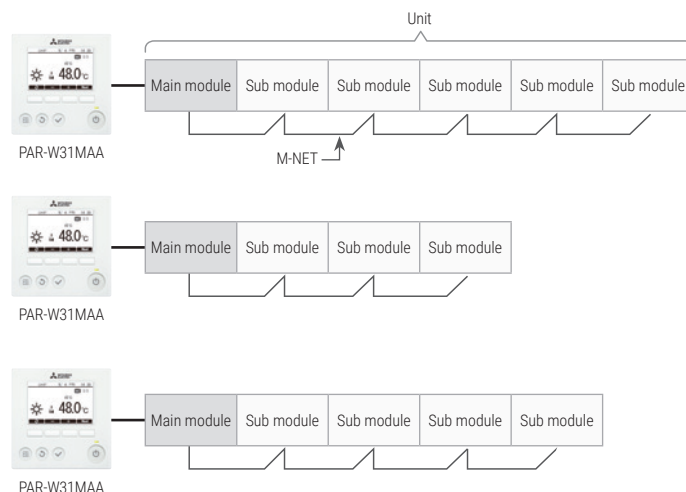 Unit
48.0°C
Main module Sub module Sub module Sub module Sub module Sub module
M-NET
PAR-W31MAA
48.0°C
Main module Sub module Sub module Sub module
PAR-W31MAA
48.0°C
Main module Sub module Sub module Sub module Sub module
PAR-W31MAA